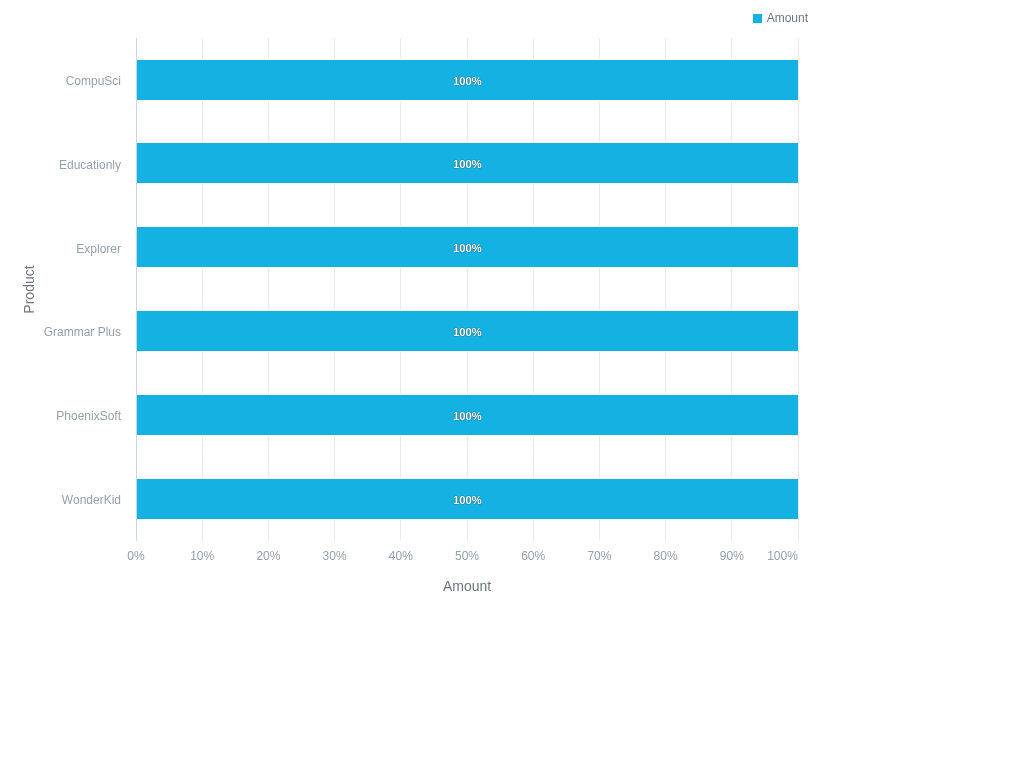 Amount
CompuSci
100%
Educationly
100%
Explorer
100%
Product
Grammar Plus
100%
PhoenixSoft
100%
WonderKid
100%
0% 10% 20% 30% 40% 50% 60% 70% 80% 90% 100%
Amount